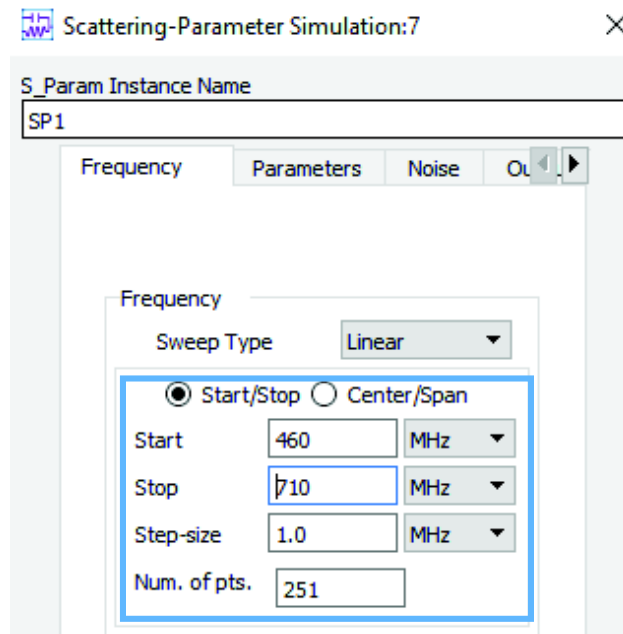 Scattering-Parameter Simulation:7
S_Param Instance Name
SP1
Frequency Parameters Noise
Frequency
Sweep Type Linear
Start/Stop Center/Span
Start 460 MHz
Stop 710 MHz
Step-size 1.0 MHz
Num. of pts. 251